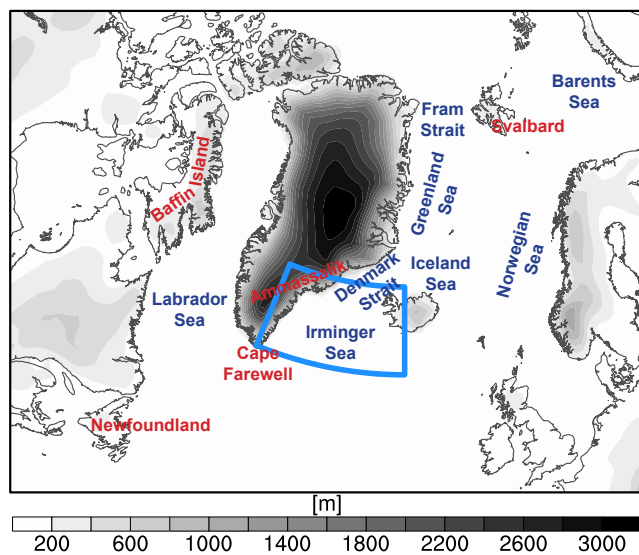 Barents
Sea
Fram
Strait
Svalbard
Baffin Island
Greenland
Sea
Norwegian
Sea
Ammassalik
Denmark
Strait
Iceland
Sea
Labrador
Sea
Irminger
Sea
Cape
Farewell
Newfoundland
[m]
200 600 1000 1400 1800 2200 2600 3000